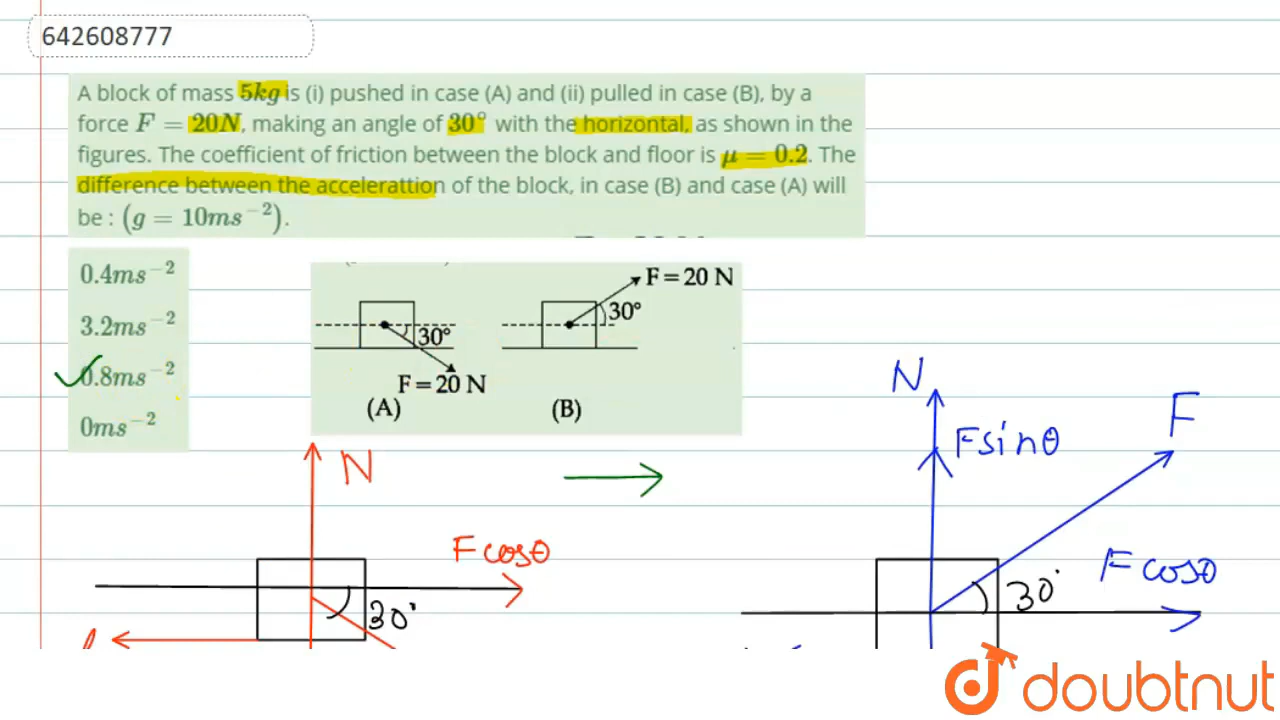 642608777
A block of mass 5kg is (i) pushed in case (A) and (ii) pulled in case (B), by a
force F = 20N, making an angle of 30° with the horizontal, as shown in the
figures. The coefficient of friction between the block and floor is μ = 0.2. The
difference between the accelerattion of the block, in case (B) and case (A) will
be : (g = 10ms⁻²).
0.4ms⁻²
3.2ms⁻²
0.8ms⁻²
0ms⁻²
30°
F = 20 N
(A)
F = 20 N
30°
(B)
N
F cosθ
30°
N
F sinθ
F
F cosθ
30°
doubtnut